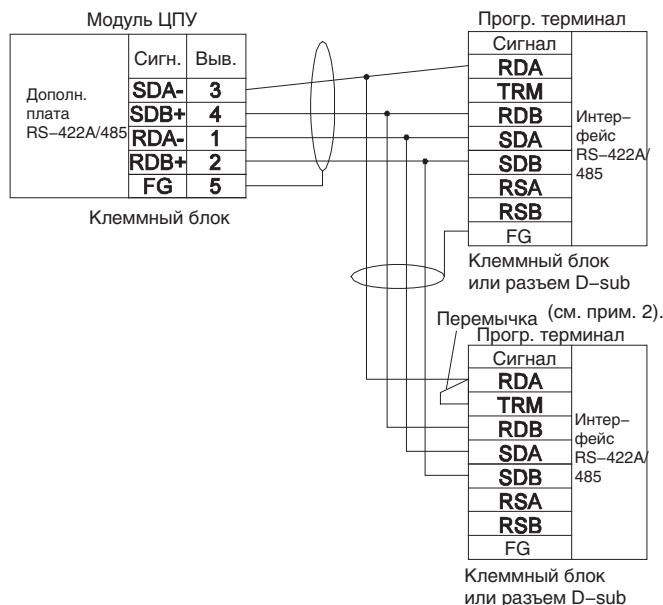 Модуль ЦПУ
Дополн.
плата
RS–422A/485
Сигн. Выв.
SDA- 3
SDB+ 4
RDA- 1
RDB+ 2
FG 5
Клеммный блок
Прогр. терминал
Сигнал
RDA
TRM
RDB
SDA
SDB
RSA
RSB
FG
Интер–
фейс
RS–422A/
485
Клеммный блок
или разъем D–sub
Перемычка (см. прим. 2).
Прогр. терминал
Сигнал
RDA
TRM
RDB
SDA
SDB
RSA
RSB
FG
Интер–
фейс
RS–422A/
485
Клеммный блок
или разъем D–sub